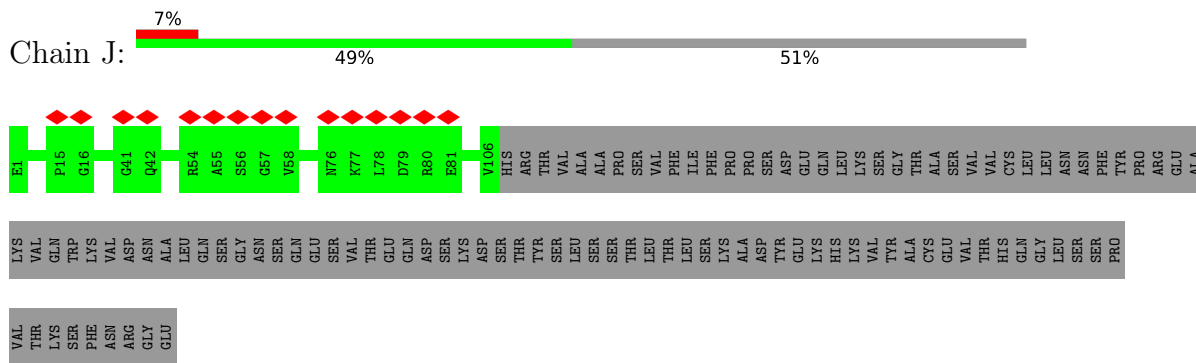 7%
Chain J:
49% 51%
E1 P15 G16 G41 Q42 R54 A55 S56 G57 V58 N76 K77 L78 D79 R80 E81 V106 HIS ARG THR VAL ALA ALA PRO SER VAL PHE ILE PHE PRO PRO SER ASP GLU GLN LEU LYS SER GLY THR ALA SER VAL VAL CYS LEU LEU ASN ASN PHE TYR PRO ARG GLU ALA
LYS VAL GLN TRP LYS VAL ASP ASN ALA LEU GLN SER GLY ASN SER GLN GLU SER VAL THR GLU GLN ASP SER LYS ASP SER THR TYR SER LEU SER SER THR LEU THR LEU SER LYS ALA ASP TYR GLU LYS HIS LYS VAL TYR ALA CYS GLU VAL THR HIS GLN GLY LEU SER SER PRO
VAL THR LYS SER PHE ASN ARG GLY GLU